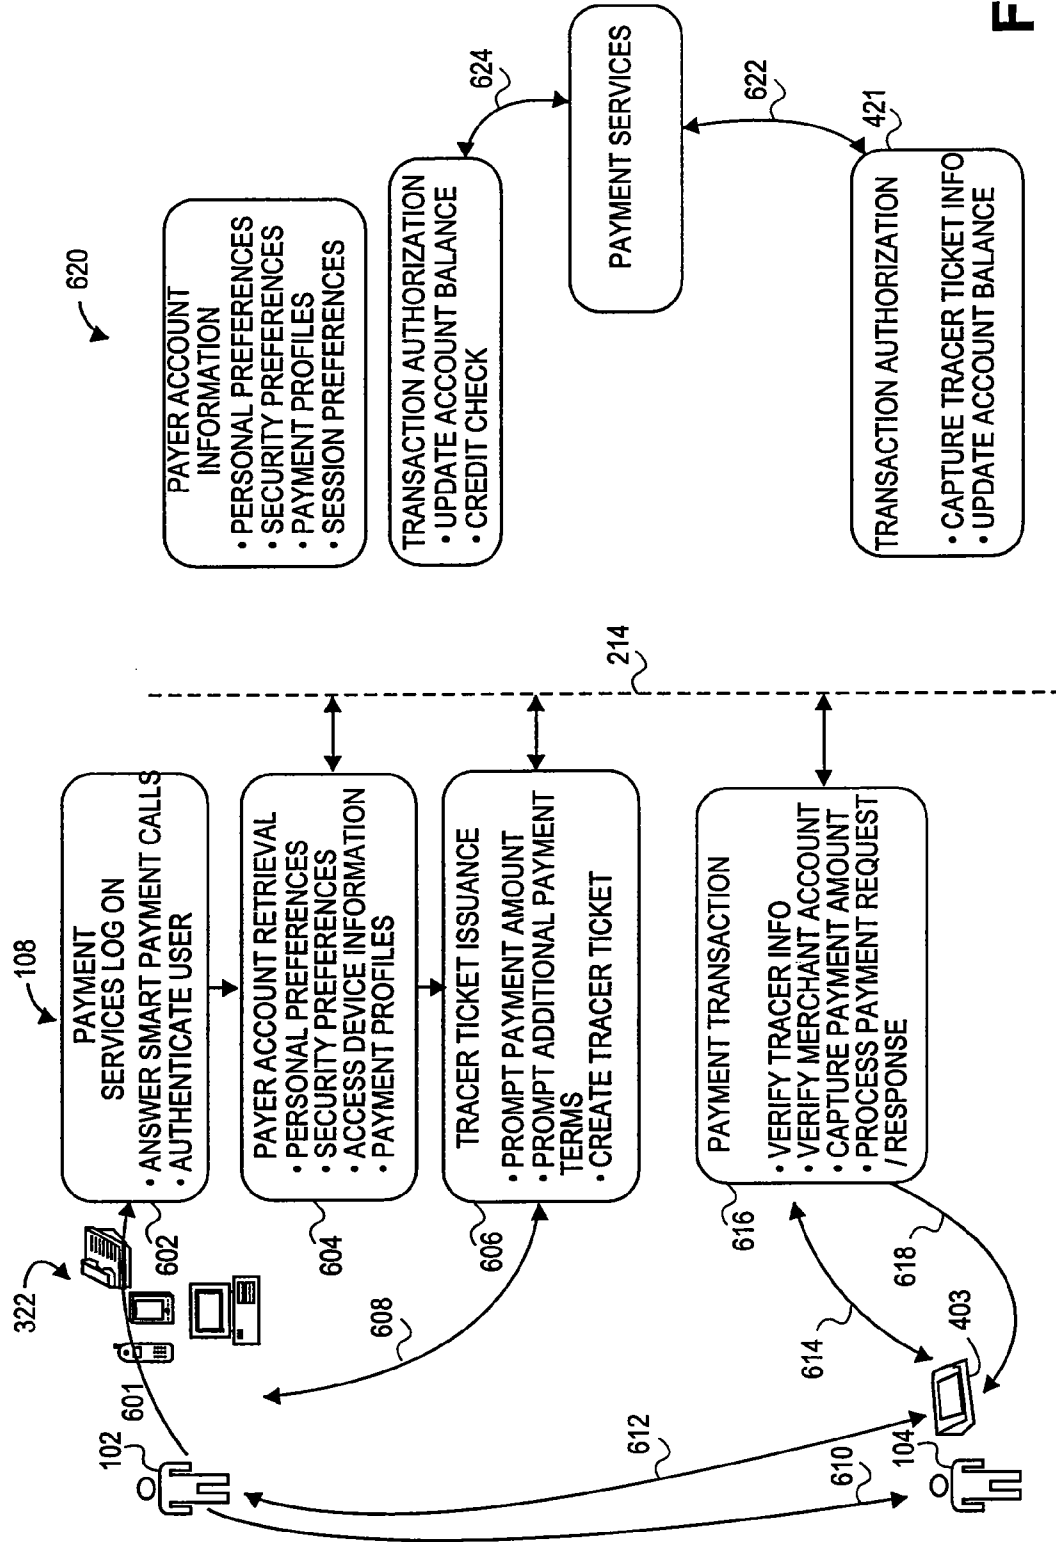 108
322
601
102
PAYMENT
SERVICES LOG ON
• ANSWER SMART PAYMENT CALLS
• AUTHENTICATE USER
602
PAYER ACCOUNT RETRIEVAL
• PERSONAL PREFERENCES
• SECURITY PREFERENCES
• ACCESS DEVICE INFORMATION
• PAYMENT PROFILES
604
TRACER TICKET ISSUANCE
• PROMPT PAYMENT AMOUNT
• PROMPT ADDITIONAL PAYMENT
TERMS
• CREATE TRACER TICKET
606
608
PAYMENT TRANSACTION
• VERIFY TRACER INFO
• VERIFY MERCHANT ACCOUNT
• CAPTURE PAYMENT AMOUNT
• PROCESS PAYMENT REQUEST
/ RESPONSE
616
618
614
403
612
610
104
214
620
PAYER ACCOUNT
INFORMATION
• PERSONAL PREFERENCES
• SECURITY PREFERENCES
• PAYMENT PROFILES
• SESSION PREFERENCES
TRANSACTION AUTHORIZATION
• UPDATE ACCOUNT BALANCE
• CREDIT CHECK
624
PAYMENT SERVICES
622
421
TRANSACTION AUTHORIZATION
• CAPTURE TRACER TICKET INFO
• UPDATE ACCOUNT BALANCE
F